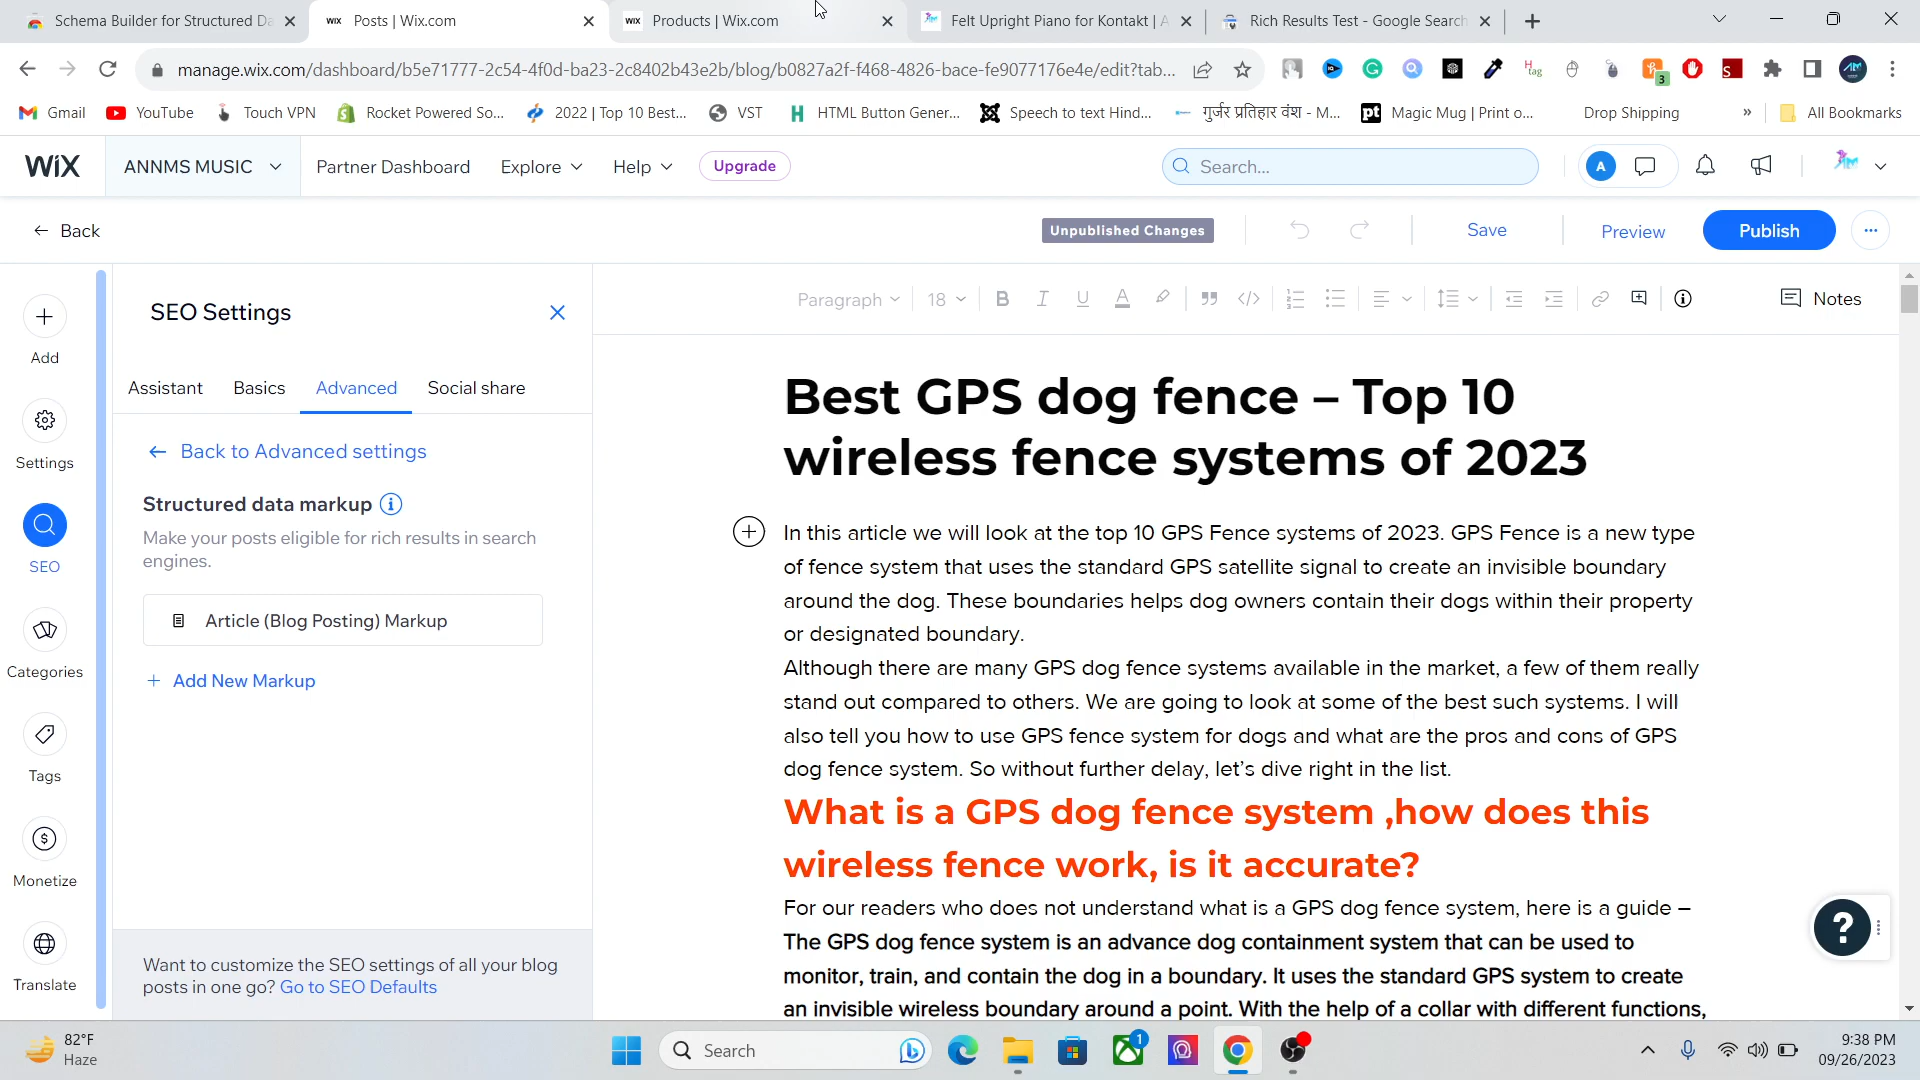 Schema Builder for Structured Da
Posts | Wix.com
Products | Wix.com
Felt Upright Piano for Kontakt | A
Rich Results Test - Google Search
manage.wix.com/dashboard/b5e71777-2c54-4f0d-ba23-2c8402b43e2b/blog/b0827a2f-f468-4826-bace-fe9077176e4e/edit?tab...
Gmail
YouTube
Touch VPN
Rocket Powered So...
2022 | Top 10 Best...
VST
HTML Button Gener...
Speech to text Hind...
गुर्जर प्रतिहार वंश - M...
pt Magic Mug | Print o...
Drop Shipping
» All Bookmarks
WiX
ANNMS MUSIC
Partner Dashboard
Explore
Help
Upgrade
Search...
A
Back
Unpublished Changes
Save
Preview
Publish
SEO Settings
Paragraph
18
B I U A
Notes
Add
Settings
SEO
Categories
Tags
Monetize
Translate
Assistant
Basics
Advanced
Social share
Back to Advanced settings
Structured data markup
Make your posts eligible for rich results in search
engines.
Article (Blog Posting) Markup
+ Add New Markup
Want to customize the SEO settings of all your blog
posts in one go? Go to SEO Defaults
Best GPS dog fence – Top 10
wireless fence systems of 2023
In this article we will look at the top 10 GPS Fence systems of 2023. GPS Fence is a new type
of fence system that uses the standard GPS satellite signal to create an invisible boundary
around the dog. These boundaries helps dog owners contain their dogs within their property
or designated boundary.
Although there are many GPS dog fence systems available in the market, a few of them really
stand out compared to others. We are going to look at some of the best such systems. I will
also tell you how to use GPS fence system for dogs and what are the pros and cons of GPS
dog fence system. So without further delay, let’s dive right in the list.
What is a GPS dog fence system ,how does this
wireless fence work, is it accurate?
For our readers who does not understand what is a GPS dog fence system, here is a guide –
The GPS dog fence system is an advance dog containment system that can be used to
monitor, train, and contain the dog in a boundary. It uses the standard GPS system to create
an invisible wireless boundary around a point. With the help of a collar with different functions,
?
82°F
Haze
Search
1
9:38 PM
09/26/2023